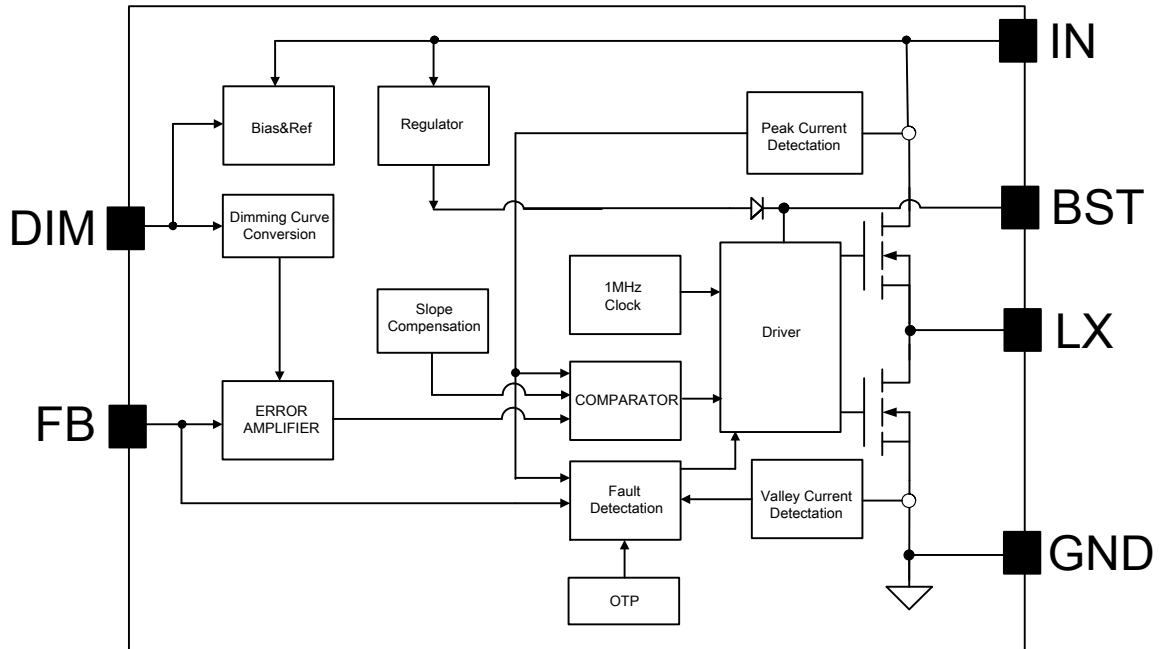 IN
Bias&Ref
Regulator
Peak Current
Detectation
DIM
Dimming Curve
Conversion
BST
1MHz
Clock
Slope
Compensation
Driver
LX
FB
ERROR
AMPLIFIER
COMPARATOR
Fault
Detectation
Valley Current
Detectation
GND
OTP